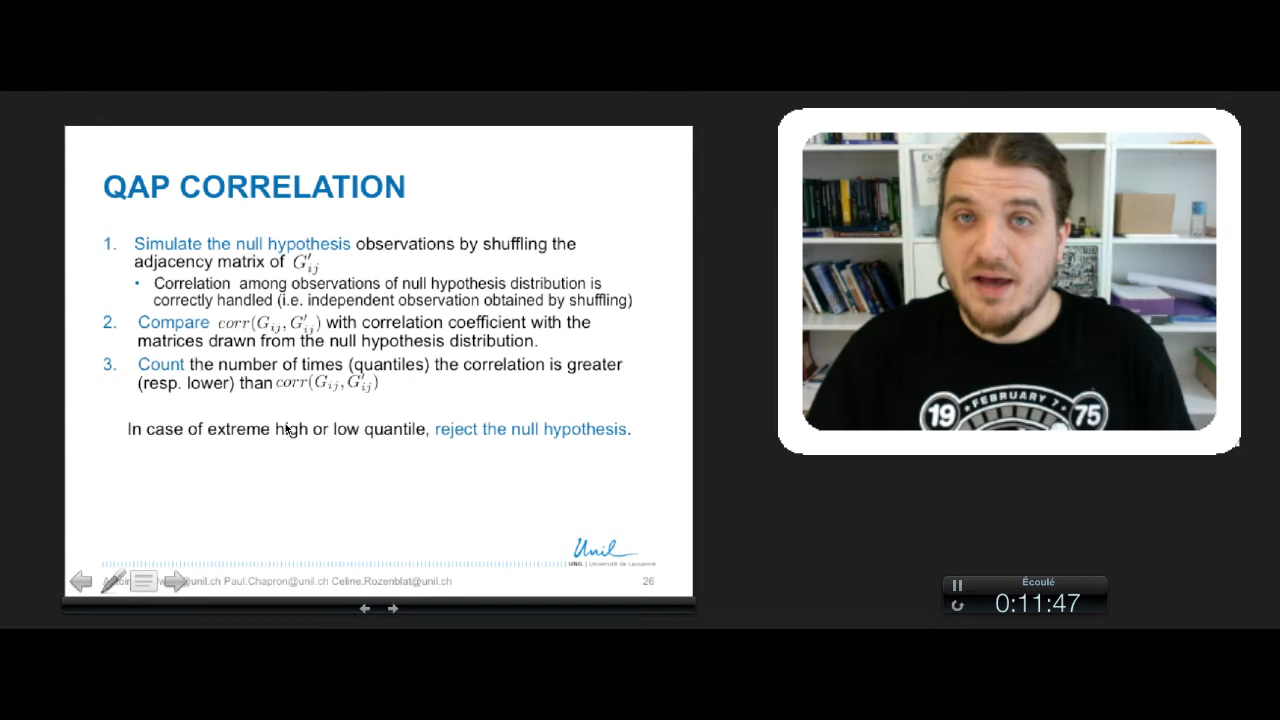 QAP CORRELATION
1. Simulate the null hypothesis observations by shuffling the
adjacency matrix of G′ij
• Correlation among observations of null hypothesis distribution is
correctly handled (i.e. independent observation obtained by shuffling)
2. Compare corr(Gij, G′ij) with correlation coefficient with the
matrices drawn from the null hypothesis distribution.
3. Count the number of times (quantiles) the correlation is greater
(resp. lower) than corr(Gij, G′ij)
In case of extreme high or low quantile, reject the null hypothesis.
Unil
UNIL | Université de Lausanne
@unil.ch Paul.Chapron@unil.ch Celine.Rozenblat@unil.ch
26
19 FEBRUARY 7 75
Écoulé
0:11:47